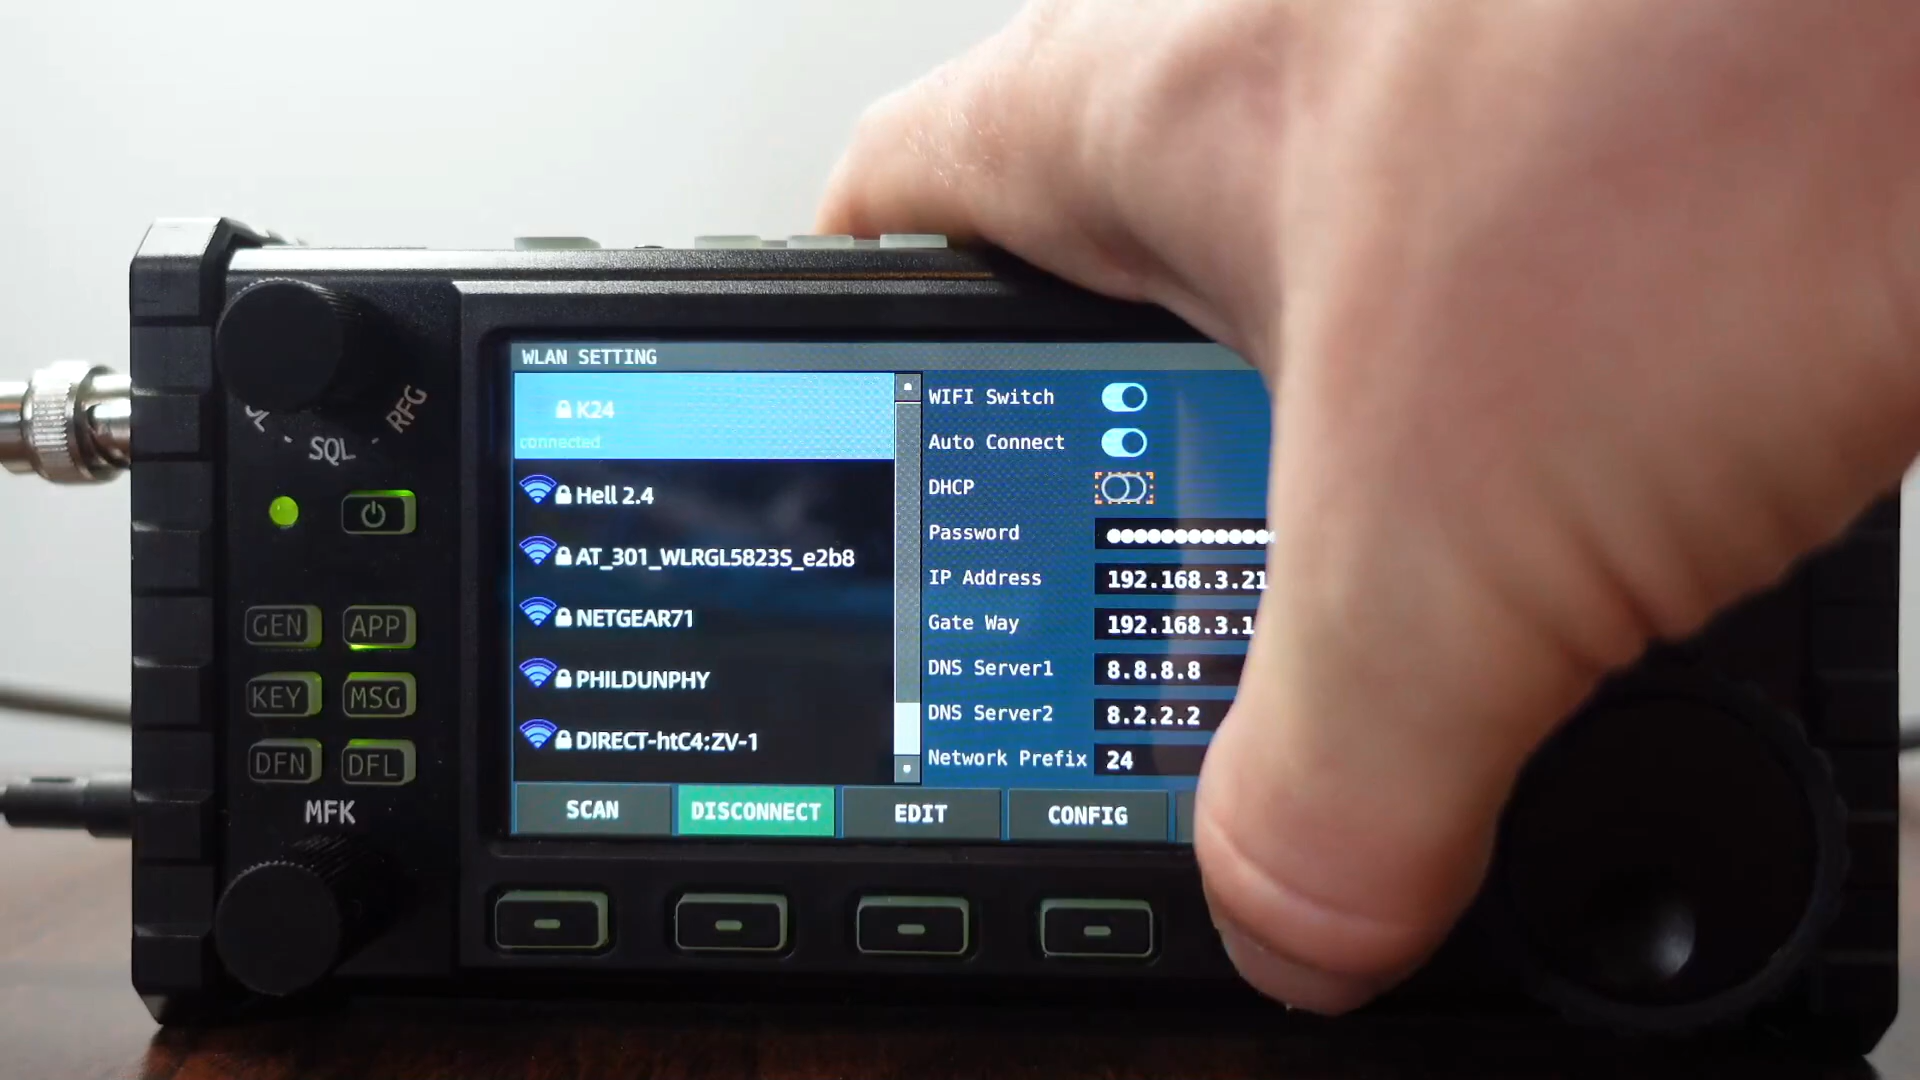 WLAN SETTING
K24
connected
Hell 2.4
AT_301_WLRGL5823S_e2b8
NETGEAR71
PHILDUNPHY
DIRECT-htC4:ZV-1
WIFI Switch
Auto Connect
DHCP
Password
IP Address 192.168.3.21
Gate Way 192.168.3.1
DNS Server1 8.8.8.8
DNS Server2 8.2.2.2
Network Prefix 24
SCAN DISCONNECT EDIT CONFIG
SQL RFG
GEN APP
KEY MSG
DFN DFL
MFK